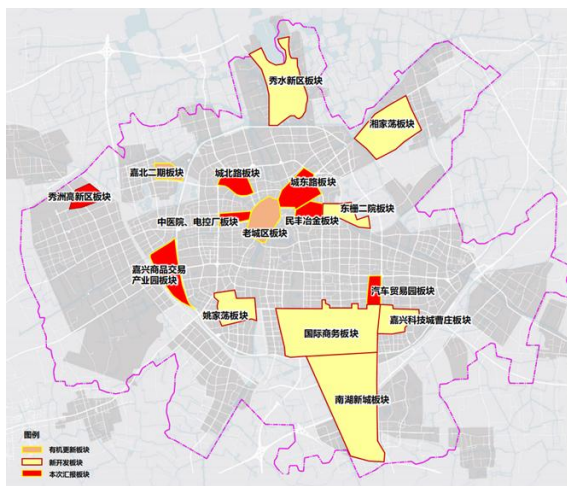 秀水新区板块
湘家荡板块
嘉北二期板块
城北路板块
城东路板块
秀洲高新区板块
东栅二院板块
中医院、电控厂板块
民丰冶金板块
老城区板块
嘉兴商品交易
产业园板块
汽车贸易园板块
姚家荡板块
嘉兴科技城曹庄板块
国际商务板块
南湖新城板块
图例
有机更新板块
新开发板块
本次汇报板块